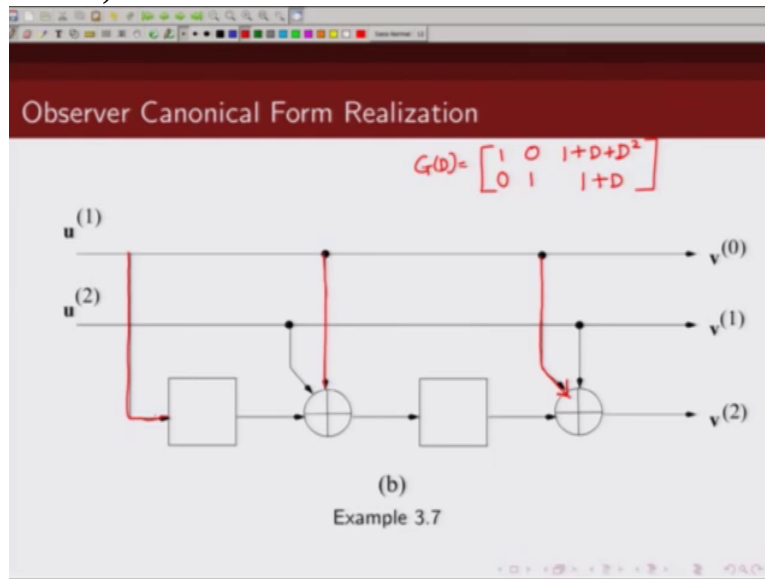 Observer Canonical Form Realization
G(D)= [1 0 1+D+D²
0 1 1+D]
u(1)
v(0)
u(2)
v(1)
v(2)
(b)
Example 3.7